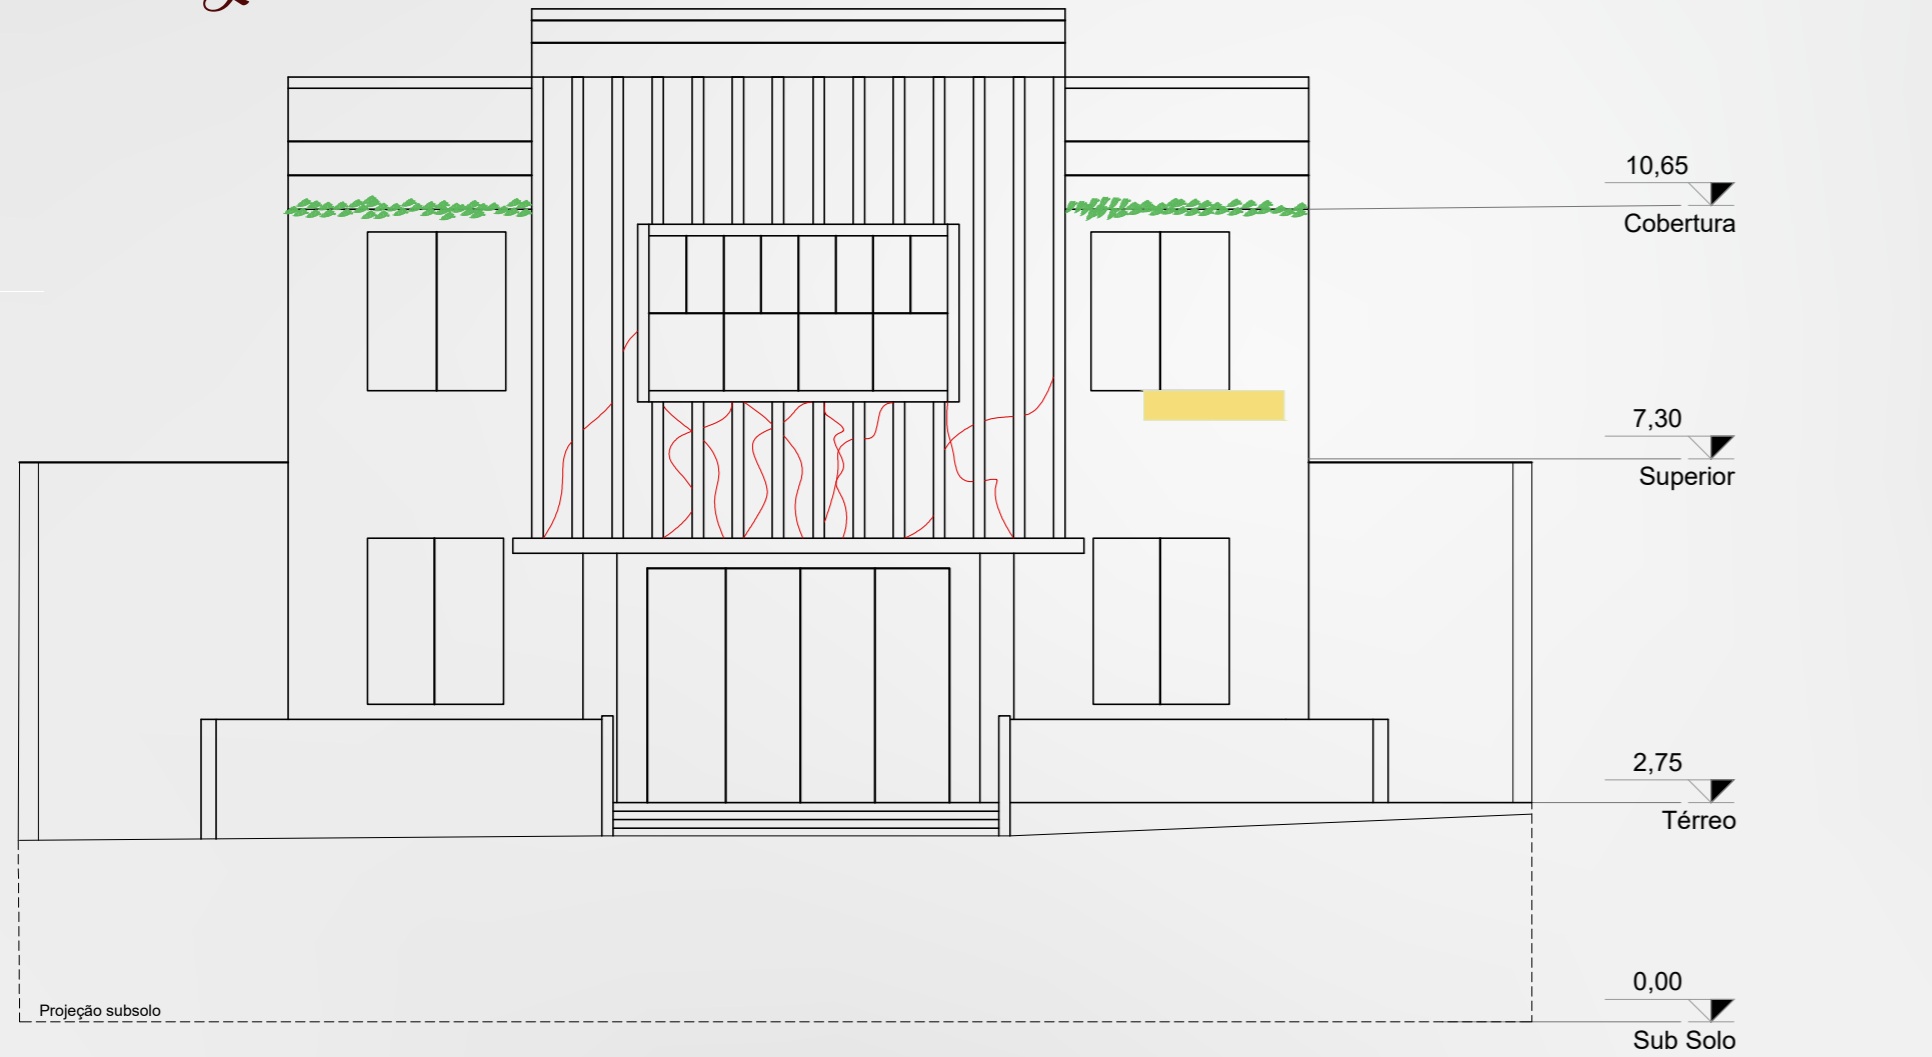 10,65
Cobertura
7,30
Superior
2,75
Térreo
0,00
Sub Solo
Projeção subsolo